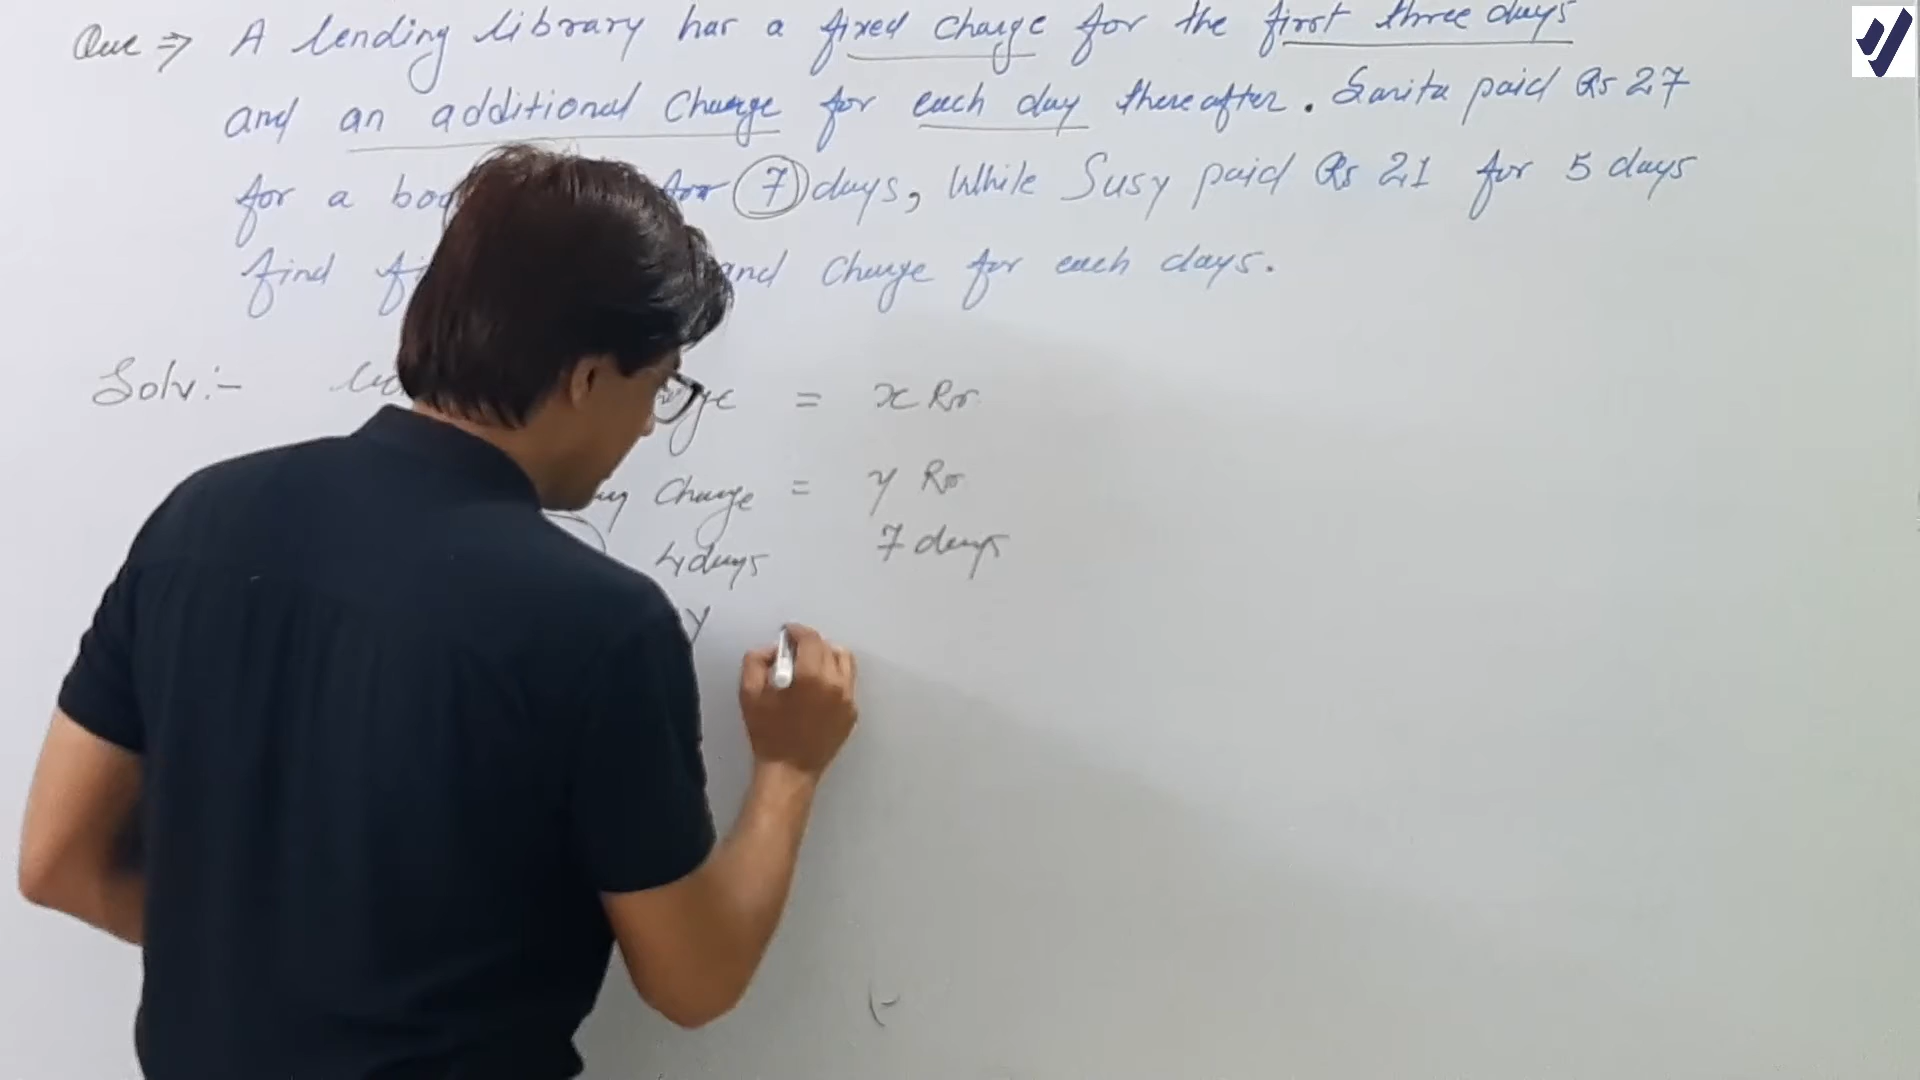 Que ⇒ A lending library has a fixed charge for the first three days
and an additional charge for each day thereafter. Sarita paid Rs 27
for a for 7 days, While Susy paid Rs 21 for 5 days
find and charge for each days.
Solv:- = x Rs
Charge = y Rs
4 days 7 days
y